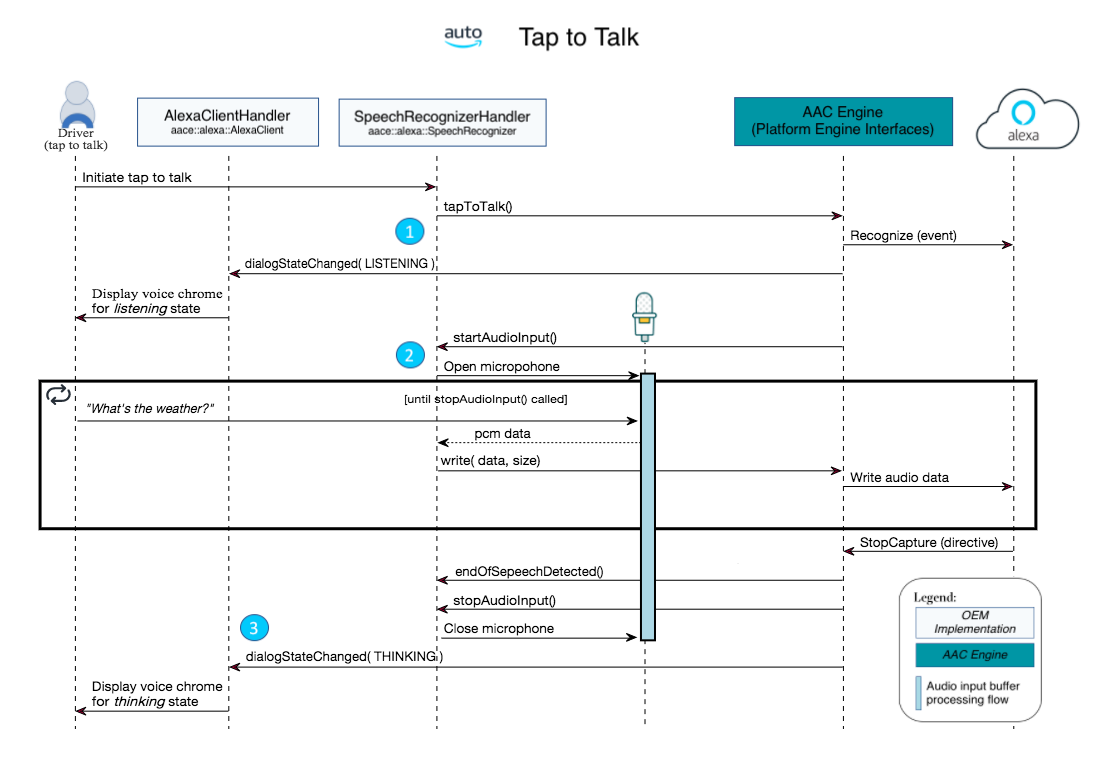 auto
Tap to Talk
Driver
(tap to talk)
AlexaClientHandler
aace::alexa::AlexaClient
SpeechRecognizerHandler
aace::alexa::SpeechRecognizer
AAC Engine
(Platform Engine Interfaces)
alexa
Initiate tap to talk
tapToTalk()
1
Recognize (event)
dialogStateChanged( LISTENING )
Display voice chrome
for listening state
startAudioInput()
2
Open micropohone
[until stopAudioInput() called]
"What's the weather?"
pcm data
write( data, size)
Write audio data
StopCapture (directive)
endOfSepeechDetected()
stopAudioInput()
3
Close microphone
dialogStateChanged( THINKING )
Display voice chrome
for thinking state
Legend:
OEM
Implementation
AAC Engine
Audio input buffer
processing flow